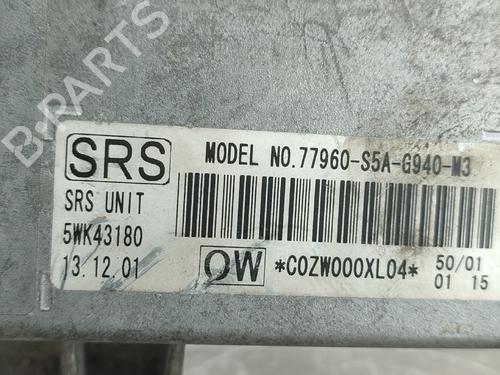 B-PARTS
SRS
MODEL NO.77960-S5A-G940-M3
SRS UNIT
5WK43180
13.12.01
QW
*C0ZW000XL04*
50/01
01 15